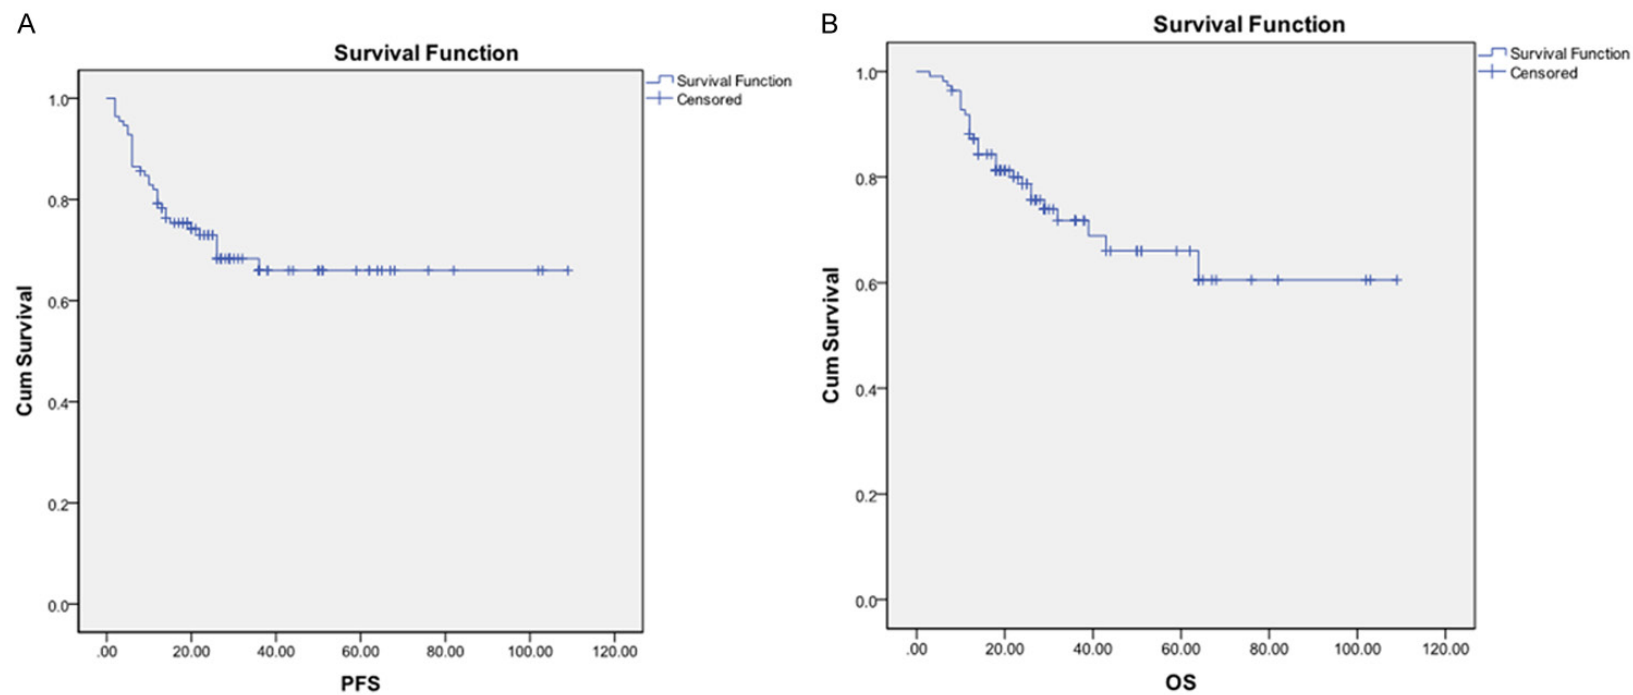 A
Survival Function
Survival Function
Censored
1.0
0.8
0.6
0.4
0.2
0.0
Cum Survival
.00 20.00 40.00 60.00 80.00 100.00 120.00
PFS
B
Survival Function
Survival Function
Censored
1.0
0.8
0.6
0.4
0.2
0.0
Cum Survival
.00 20.00 40.00 60.00 80.00 100.00 120.00
OS